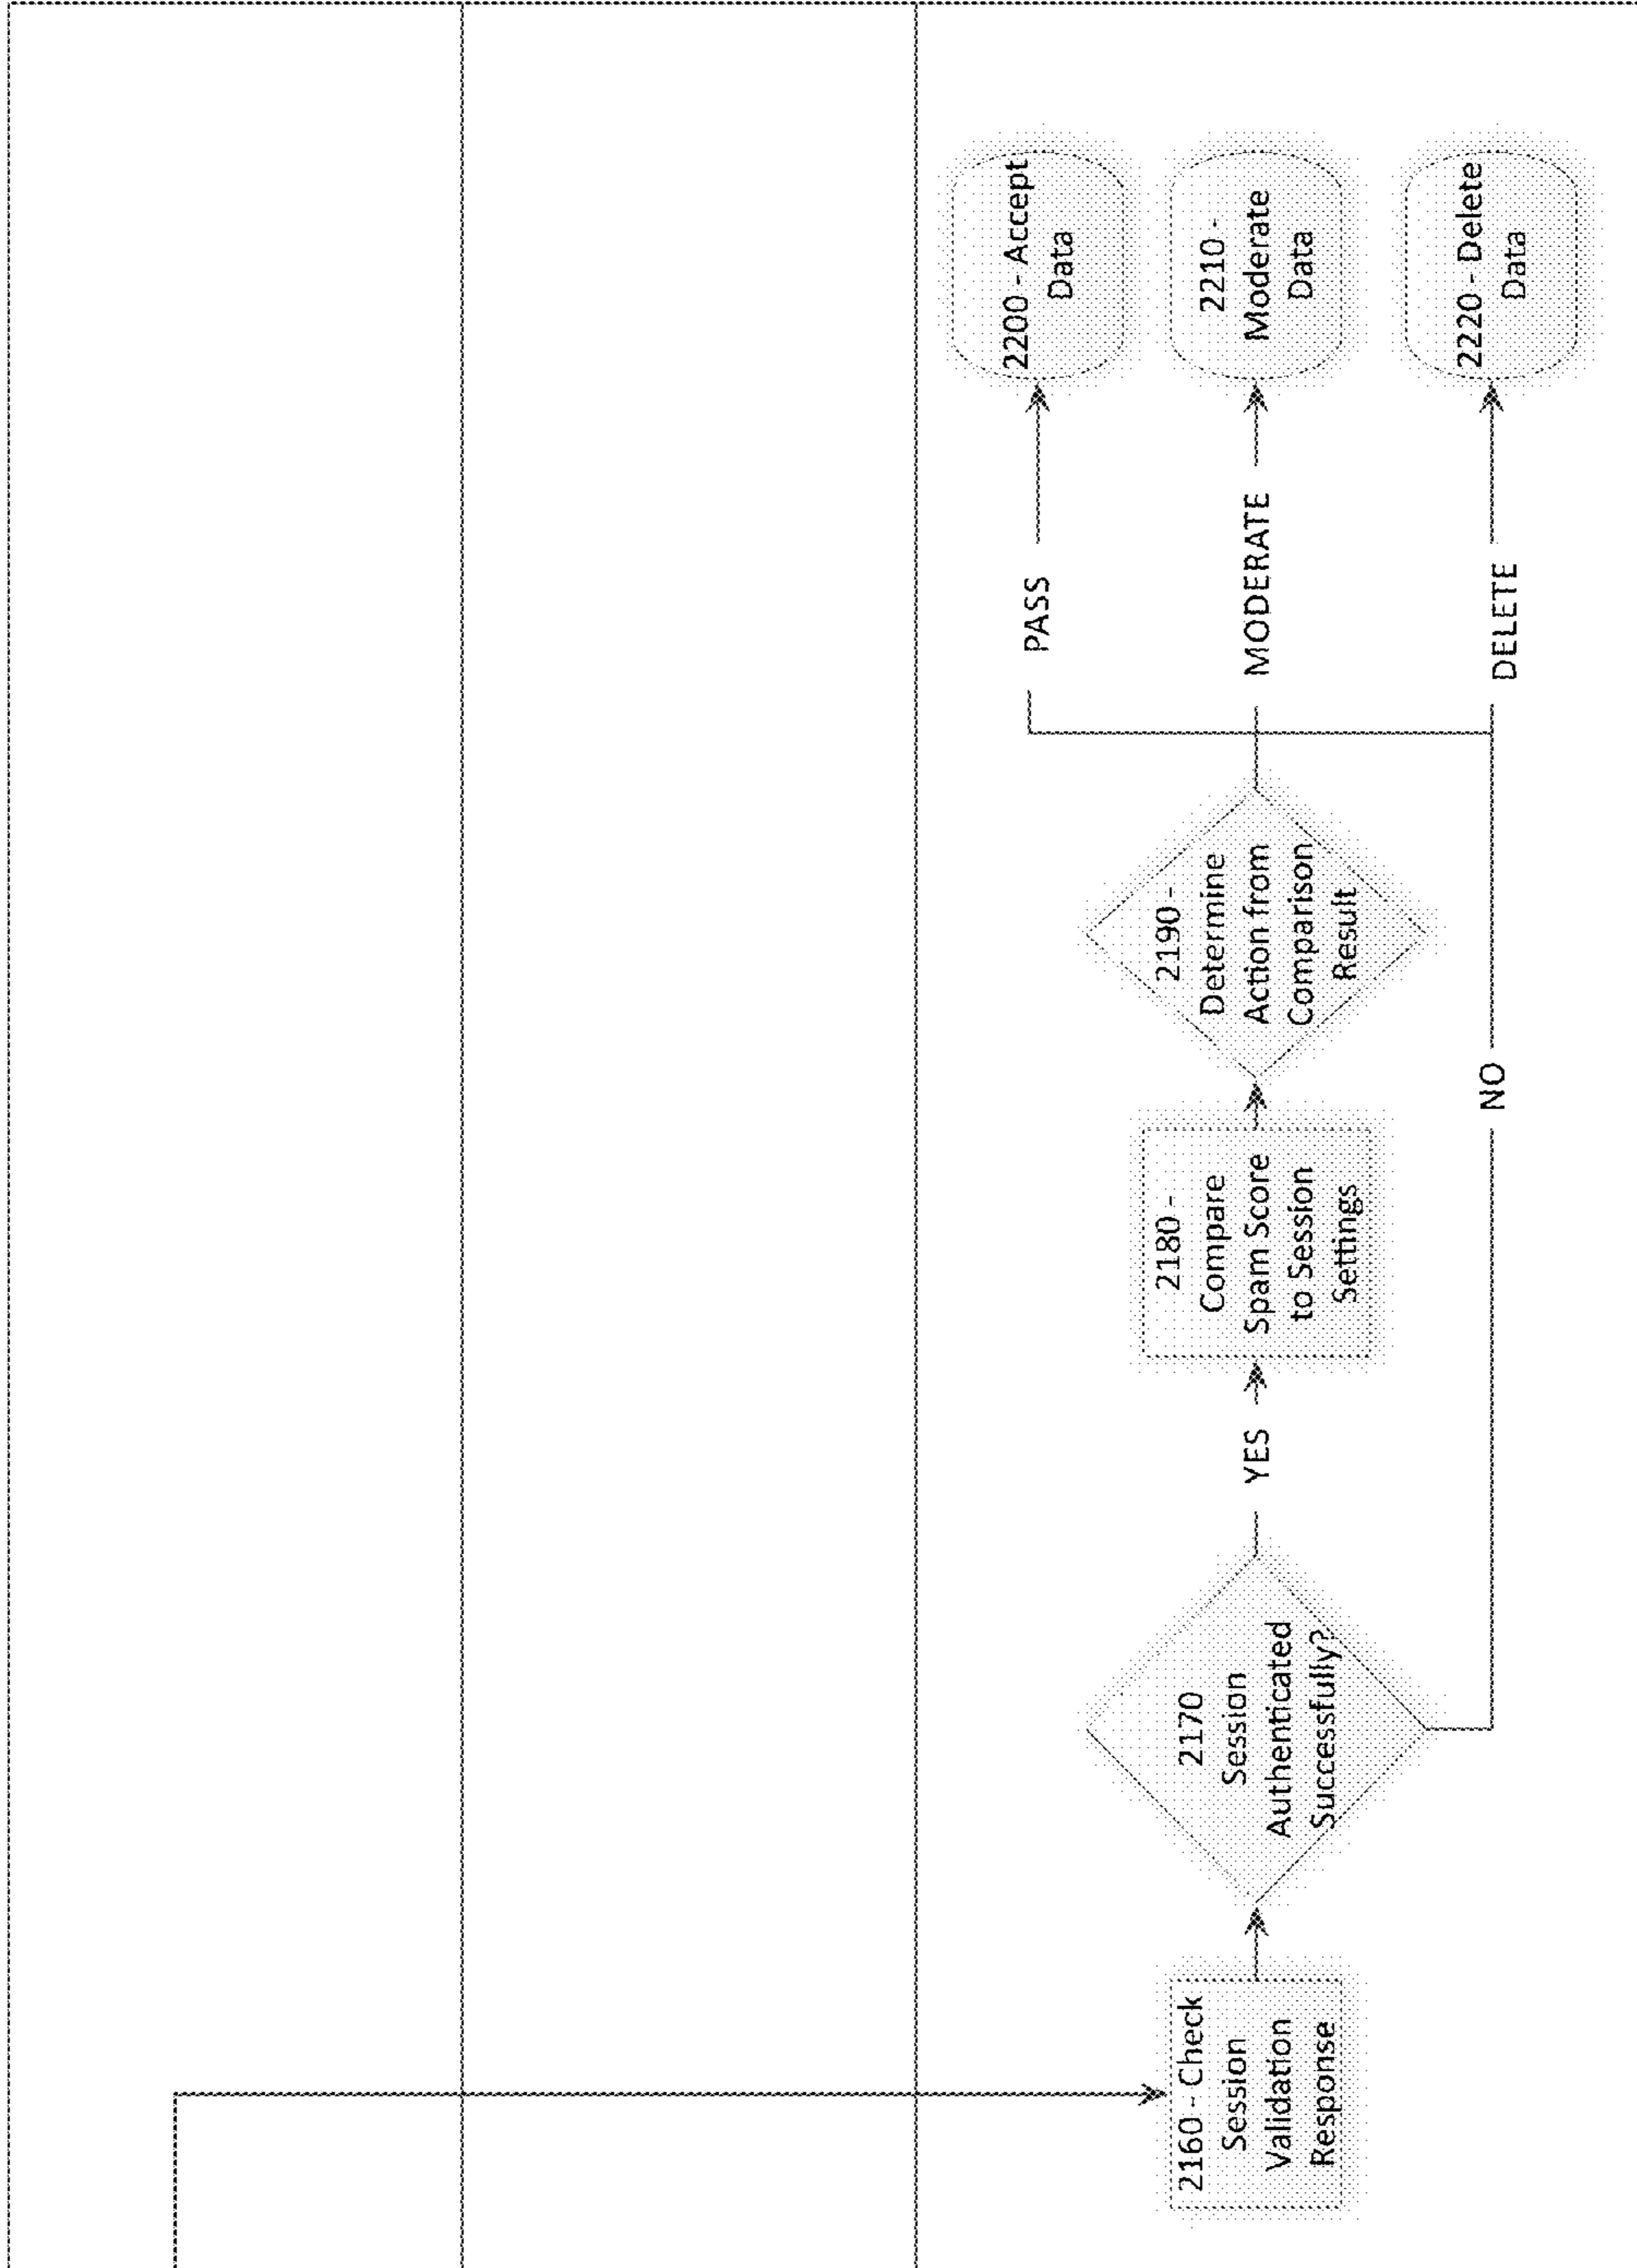 2160 - Check
Session
Validation
Response
2170
Session
Authenticated
Successfully?
YES
NO
2180 -
Compare
Spam Score
to Session
Settings
2190 -
Determine
Action from
Comparison
Result
PASS
MODERATE
DELETE
2200 - Accept
Data
2210 -
Moderate
Data
2220 - Delete
Data